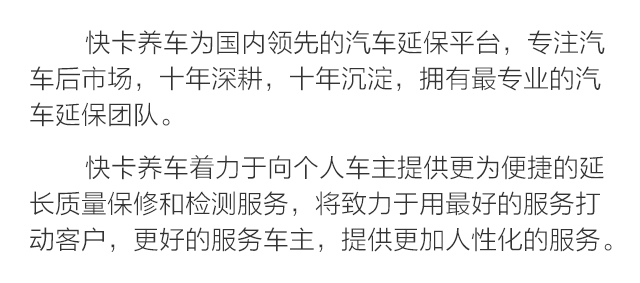 快卡养车为国内领先的汽车延保平台，专注汽
车后市场，十年深耕，十年沉淀，拥有最专业的汽
车延保团队。
快卡养车着力于向个人车主提供更为便捷的延
长质量保修和检测服务，将致力于用最好的服务打
动客户，更好的服务车主，提供更加人性化的服务。